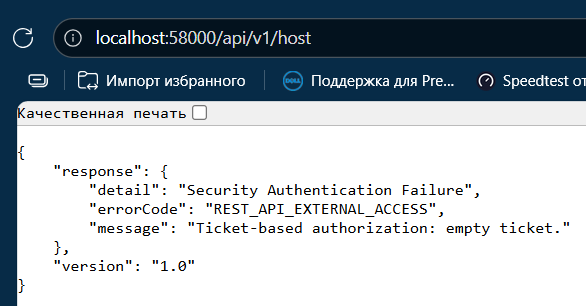 localhost:58000/api/v1/host
Импорт избранного DELL Поддержка для Pre... Speedtest от
Качественная печать
{
    "response": {
        "detail": "Security Authentication Failure",
        "errorCode": "REST_API_EXTERNAL_ACCESS",
        "message": "Ticket-based authorization: empty ticket."
    },
    "version": "1.0"
}